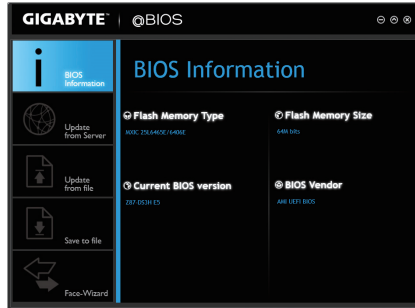 GIGABYTE™ | @BIOS
BIOS
Information
Update
from Server
Update
from file
Save to file
Face-Wizard
BIOS Information
Flash Memory Type
MXIC 25L6465E/6406E
Flash Memory Size
64M bits
Current BIOS version
Z87-DS3H E5
BIOS Vendor
AMI UEFI BIOS